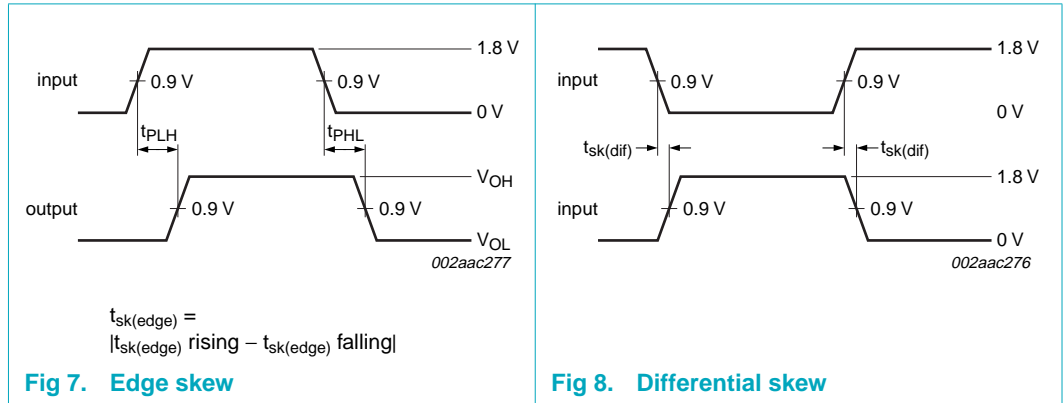 1.8 V
input
0.9 V
0.9 V
0 V
tPLH
tPHL
VOH
output
0.9 V
0.9 V
VOL
002aac277
tsk(edge) =
|tsk(edge) rising − tsk(edge) falling|
Fig 7. Edge skew
1.8 V
input
0.9 V
0.9 V
0 V
tsk(dif)
tsk(dif)
1.8 V
input
0.9 V
0.9 V
0 V
002aac276
Fig 8. Differential skew